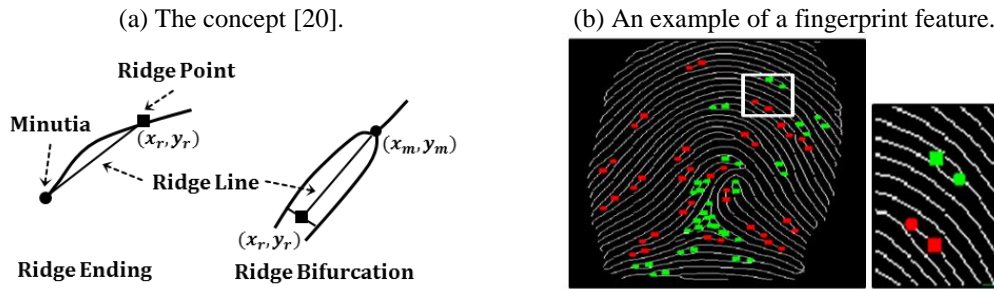 (a) The concept [20].
(b) An example of a fingerprint feature.
Ridge Point
Minutia
(x_r, y_r)
(x_m, y_m)
Ridge Line
(x_r, y_r)
Ridge Ending
Ridge Bifurcation